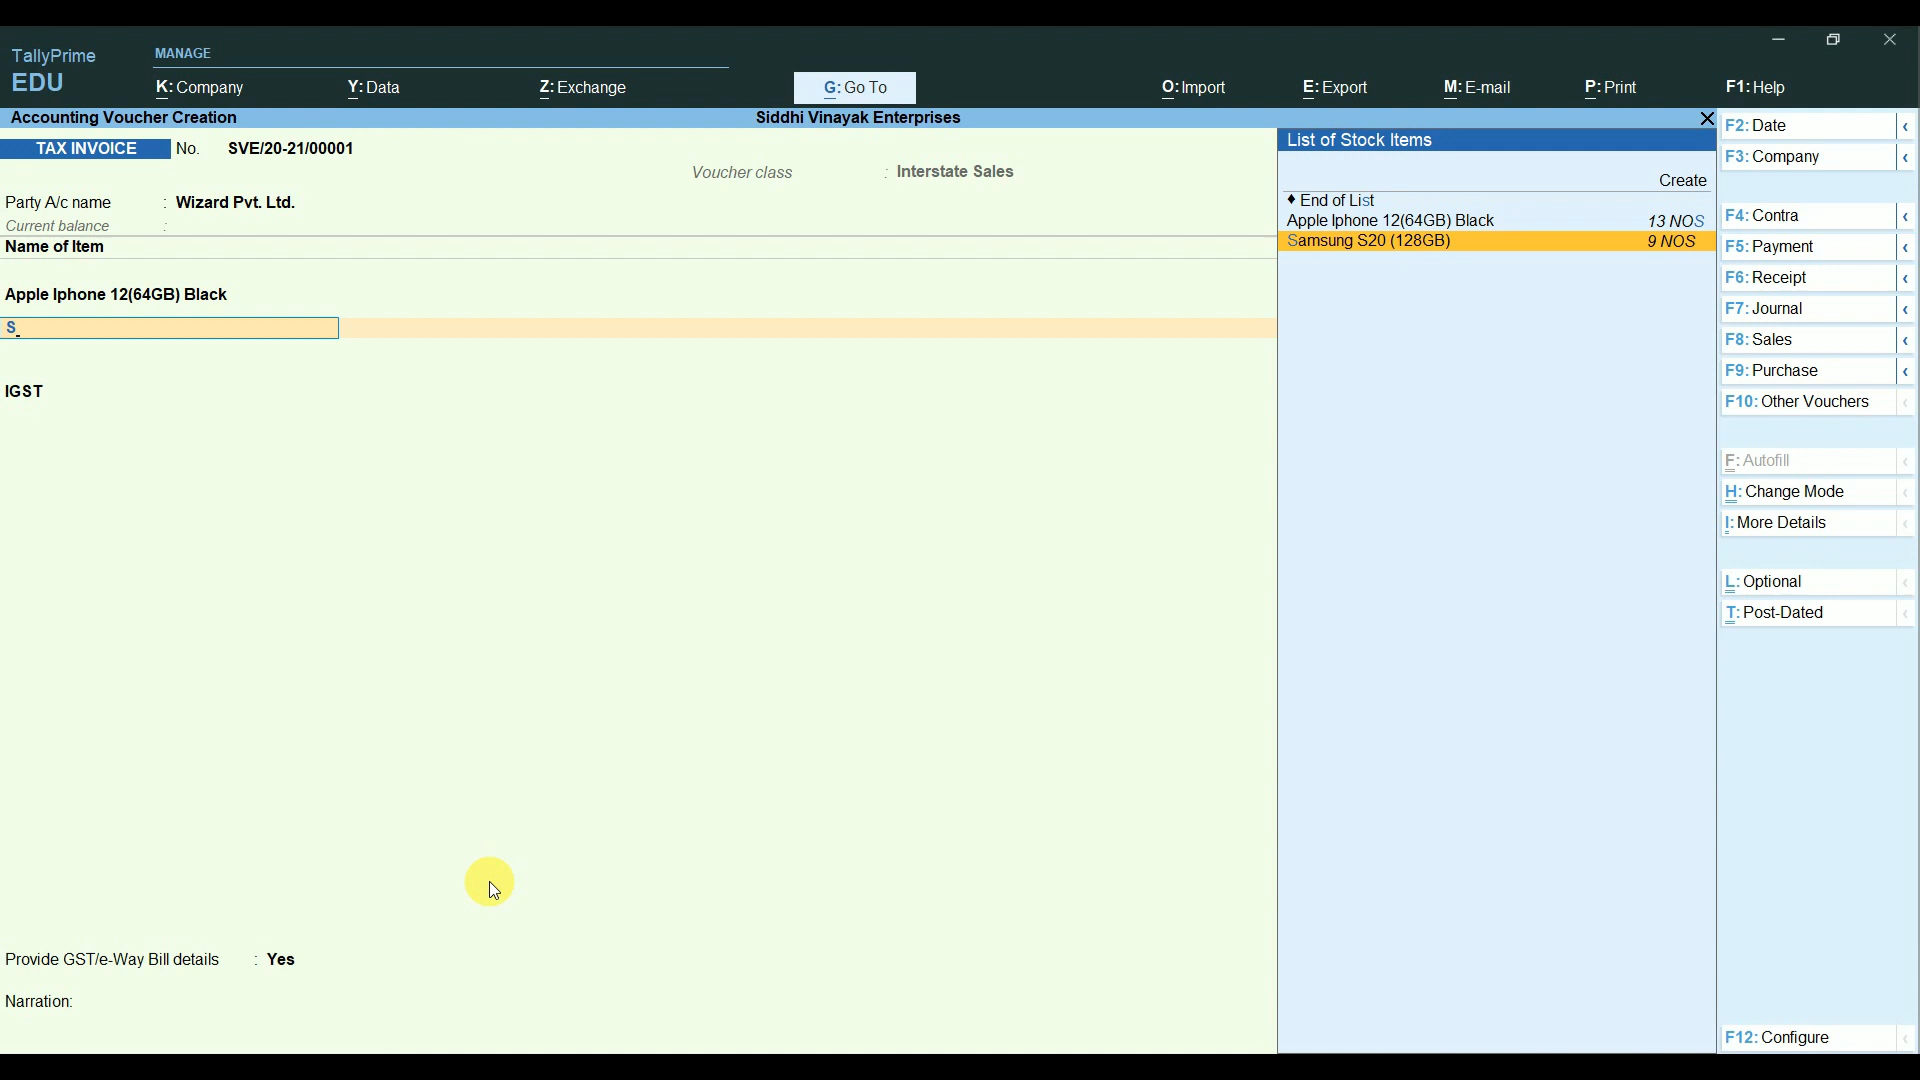 TallyPrime
EDU
MANAGE
K: Company
Y: Data
Z: Exchange
G: Go To
O: Import
E: Export
M: E-mail
P: Print
F1: Help
Accounting Voucher Creation
Siddhi Vinayak Enterprises
TAX INVOICE No. SVE/20-21/00001
Voucher class : Interstate Sales
Party A/c name : Wizard Pvt. Ltd.
Current balance :
Name of Item
Apple Iphone 12(64GB) Black
S
IGST
Provide GST/e-Way Bill details : Yes
Narration:
List of Stock Items
Create
♦ End of List
Apple Iphone 12(64GB) Black 13 NOS
Samsung S20 (128GB) 9 NOS
F2: Date
F3: Company
F4: Contra
F5: Payment
F6: Receipt
F7: Journal
F8: Sales
F9: Purchase
F10: Other Vouchers
F: Autofill
H: Change Mode
I: More Details
L: Optional
T: Post-Dated
F12: Configure